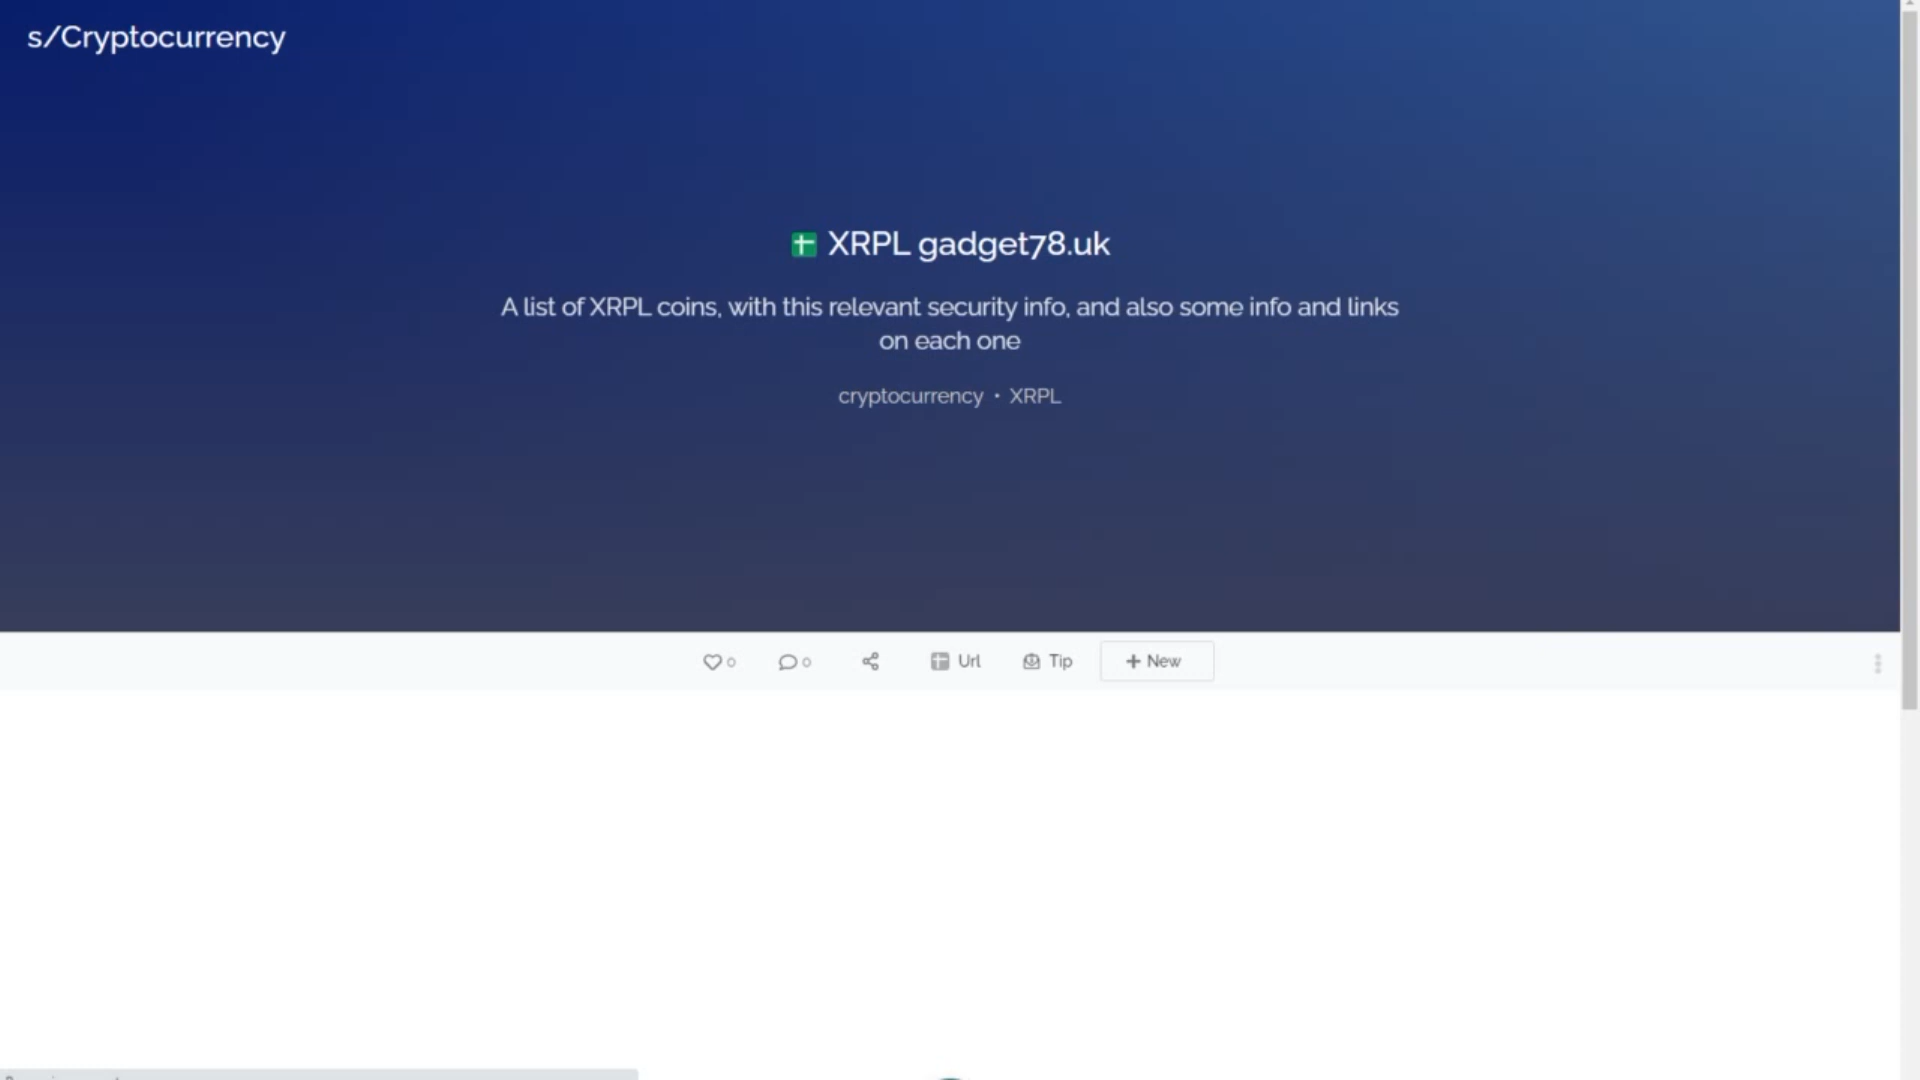 s/Cryptocurrency
XRPL gadget78.uk
A list of XRPL coins, with this relevant security info, and also some info and links
on each one
cryptocurrency • XRPL
0 0 Url Tip + New